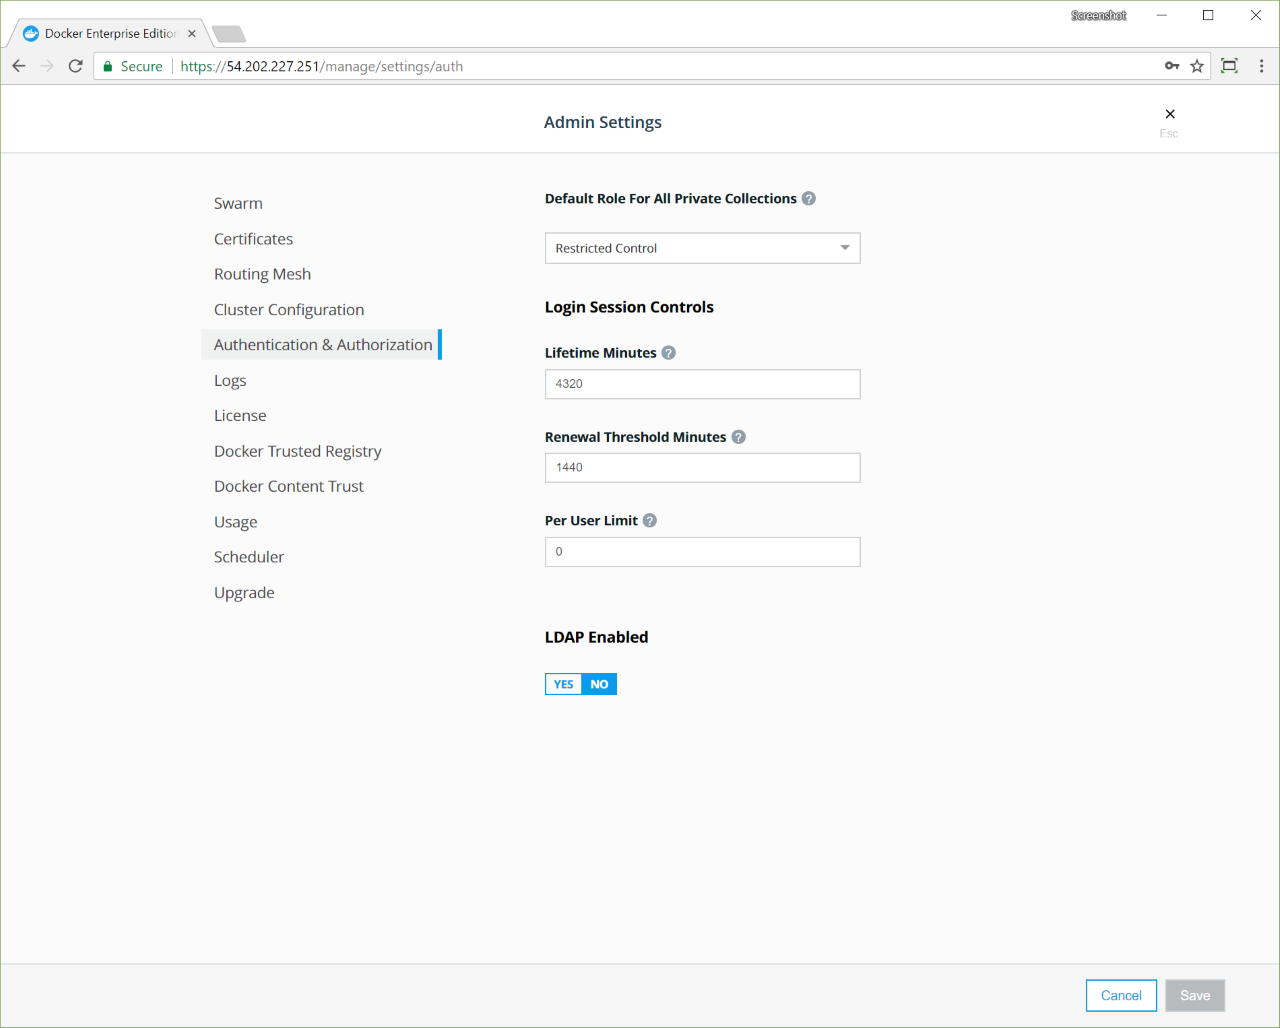 Screenshot
Docker Enterprise Edition
Secure
https://54.202.227.251/manage/settings/auth
Admin Settings
Esc
Swarm
Certificates
Routing Mesh
Cluster Configuration
Authentication & Authorization
Logs
License
Docker Trusted Registry
Docker Content Trust
Usage
Scheduler
Upgrade
Default Role For All Private Collections ?
Restricted Control
Login Session Controls
Lifetime Minutes ?
4320
Renewal Threshold Minutes ?
1440
Per User Limit ?
0
LDAP Enabled
YES NO
Cancel Save